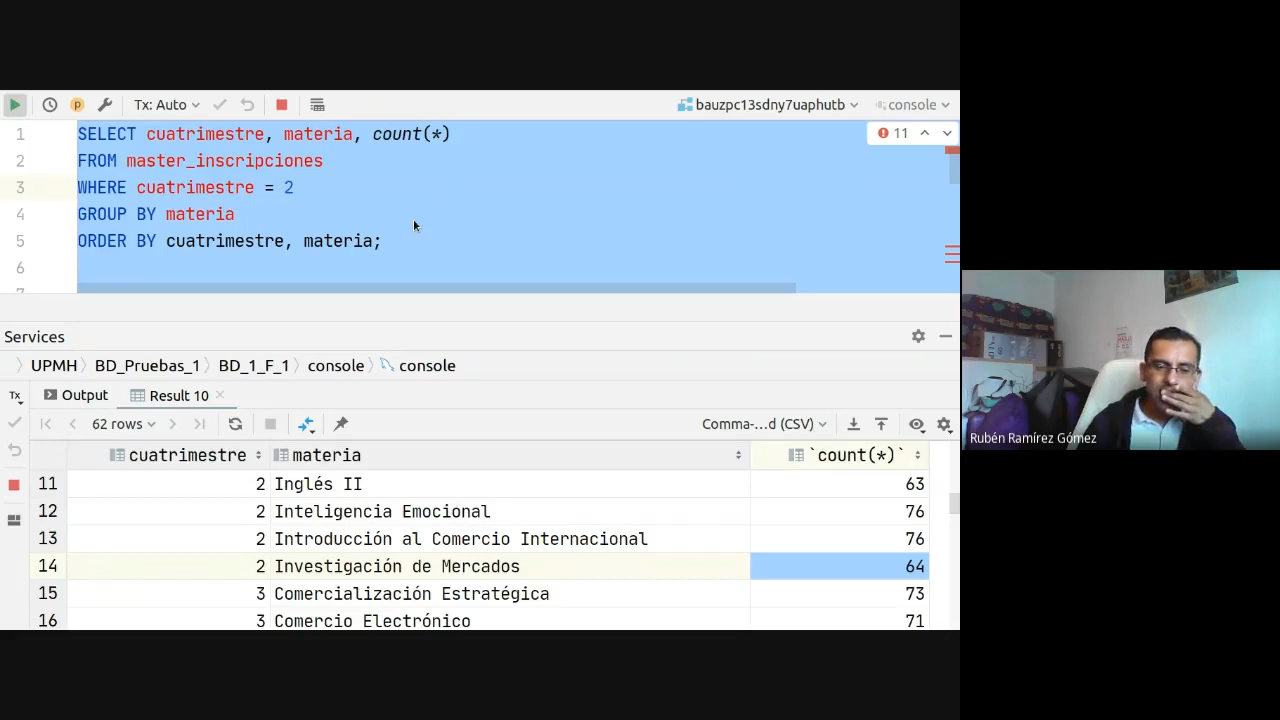 Tx: Auto
bauzpc13sdny7uaphutb
console
1 SELECT cuatrimestre, materia, count(*)
11
2 FROM master_inscripciones
3 WHERE cuatrimestre = 2
4 GROUP BY materia
5 ORDER BY cuatrimestre, materia;
6
7
Services
UPMH
BD_Pruebas_1
BD_1_F_1
console
console
Tx
Output
Result 10
62 rows
Comma-...d (CSV)
cuatrimestre materia `count(*)`
11 2 Inglés II 63
12 2 Inteligencia Emocional 76
13 2 Introducción al Comercio Internacional 76
14 2 Investigación de Mercados 64
15 3 Comercialización Estratégica 73
16 3 Comercio Electrónico 71
Rubén Ramírez Gómez